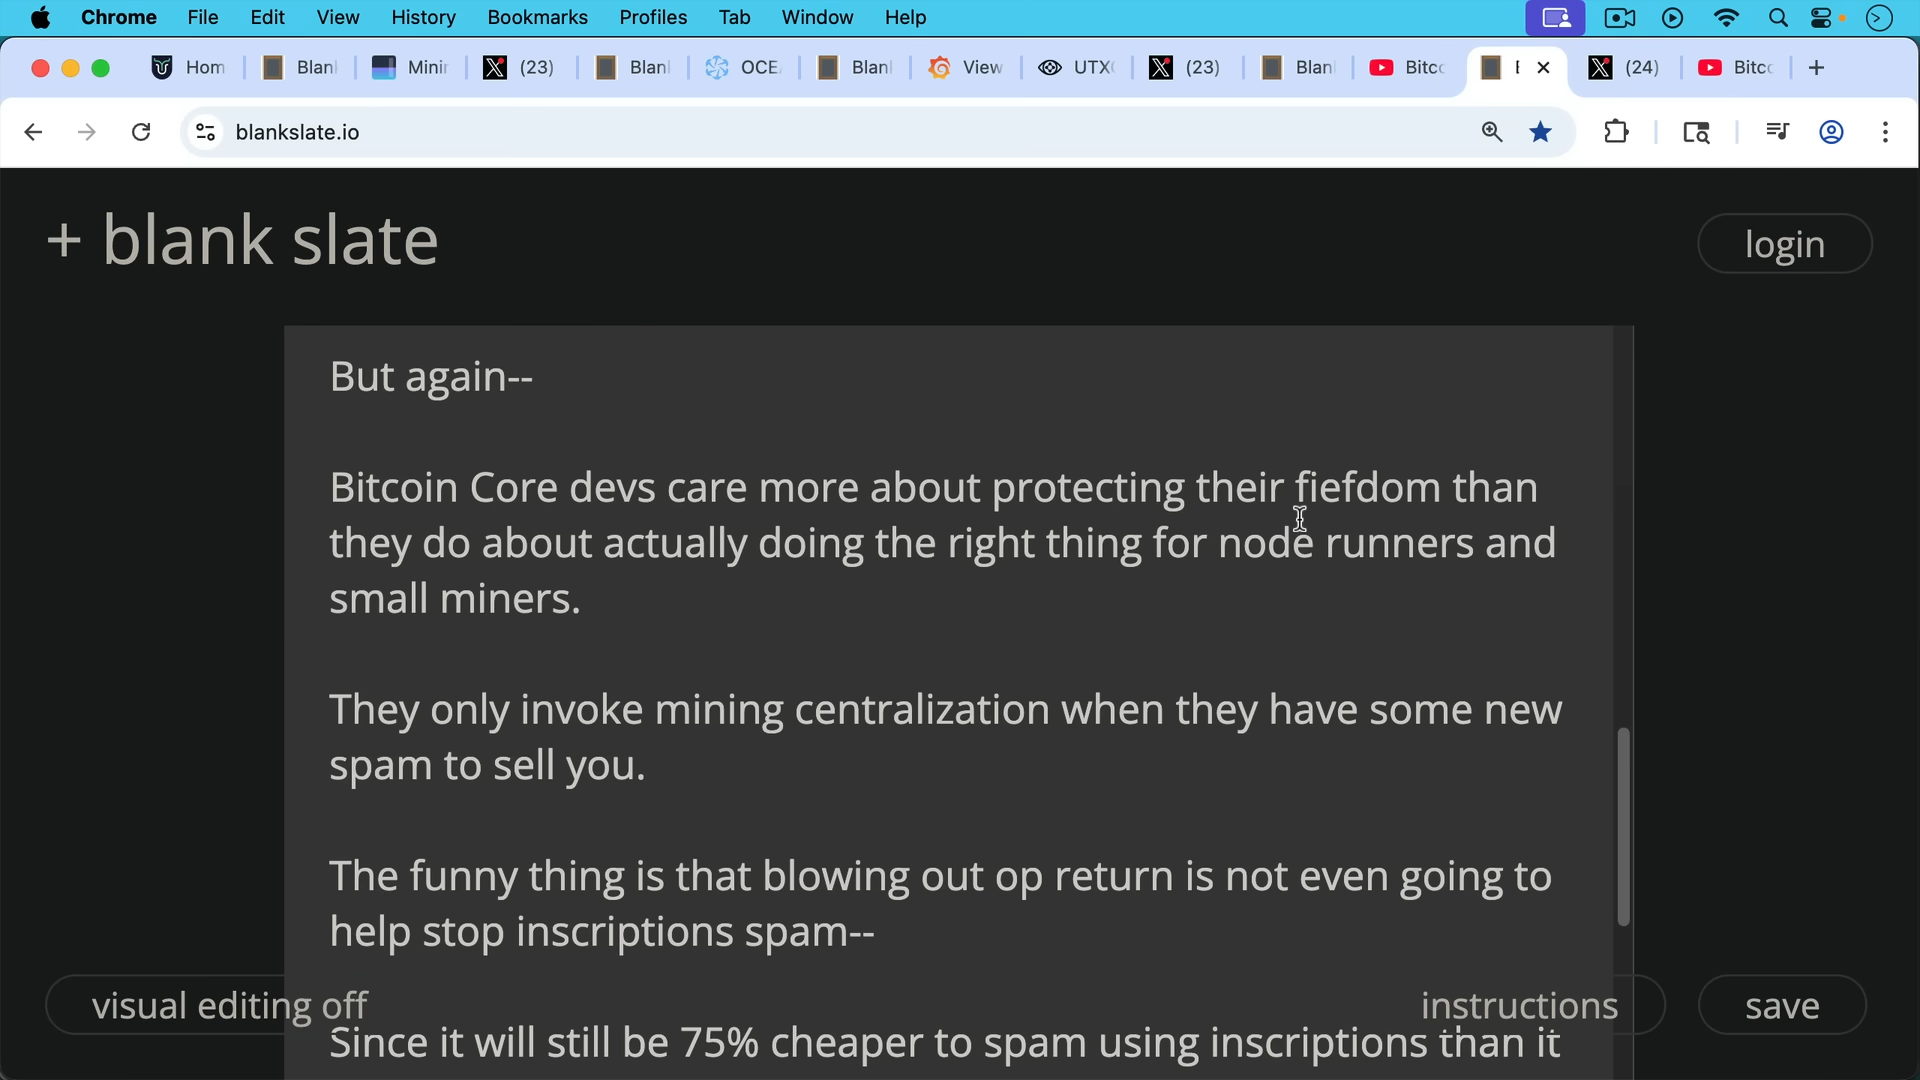 Chrome File Edit View History Bookmarks Profiles Tab Window Help
Hom Blan Minin (23) Blan OCEA Blan View UTXO (23) Blan Bitco (24) Bitco
blankslate.io
+ blank slate
login
But again--
Bitcoin Core devs care more about protecting their fiefdom than
they do about actually doing the right thing for node runners and
small miners.
They only invoke mining centralization when they have some new
spam to sell you.
The funny thing is that blowing out op return is not even going to
help stop inscriptions spam--
visual editing off
instructions
save
Since it will still be 75% cheaper to spam using inscriptions than it